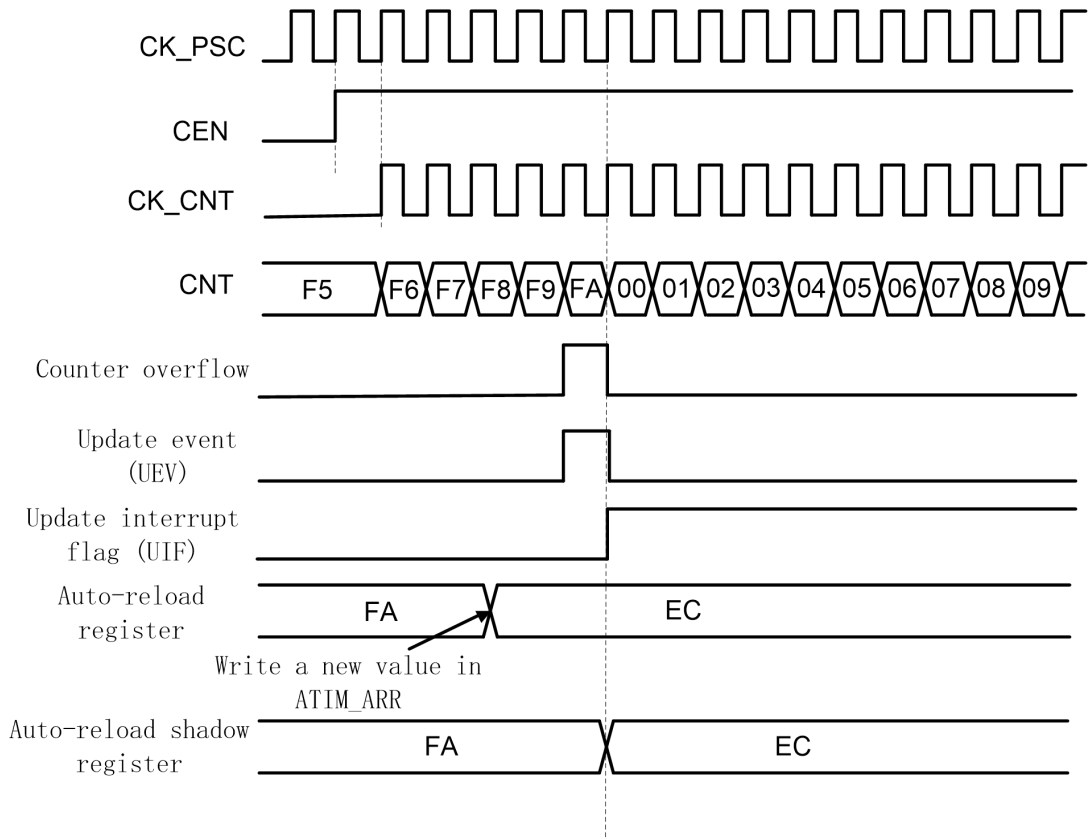 CK_PSC
CEN
CK_CNT
CNT
F5 F6 F7 F8 F9 FA 00 01 02 03 04 05 06 07 08 09
Counter overflow
Update event
(UEV)
Update interrupt
flag (UIF)
Auto-reload
register
FA EC
Write a new value in
ATIM_ARR
Auto-reload shadow
register
FA EC